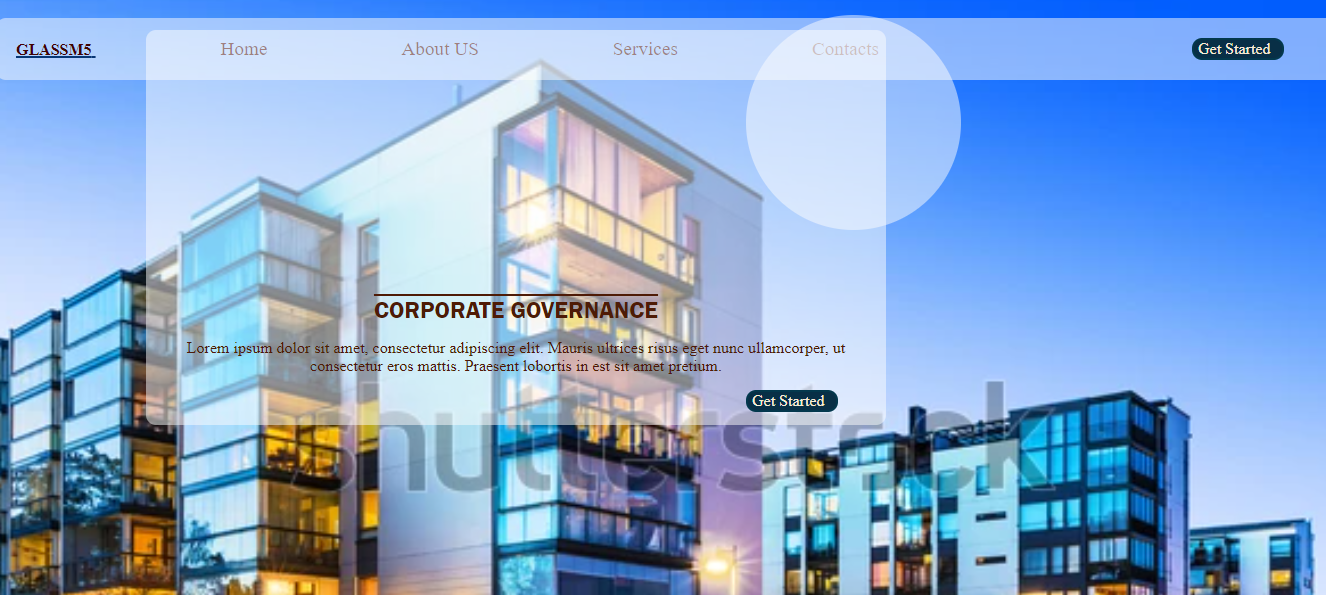 GLASSM5 Home About US Services Contacts Get Started
CORPORATE GOVERNANCE
Lorem ipsum dolor sit amet, consectetur adipiscing elit. Mauris ultrices risus eget nunc ullamcorper, ut
consectetur eros mattis. Praesent lobortis in est sit amet pretium.
Get Started
shutterstock